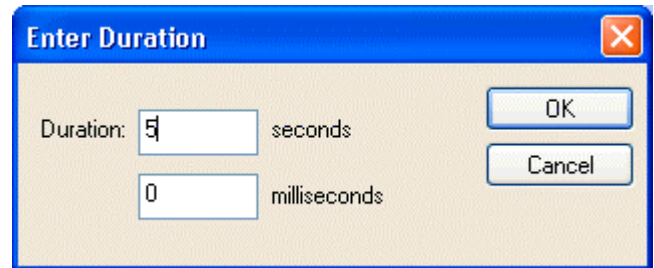 Enter Duration
OK
Duration: 5 seconds
Cancel
0 milliseconds